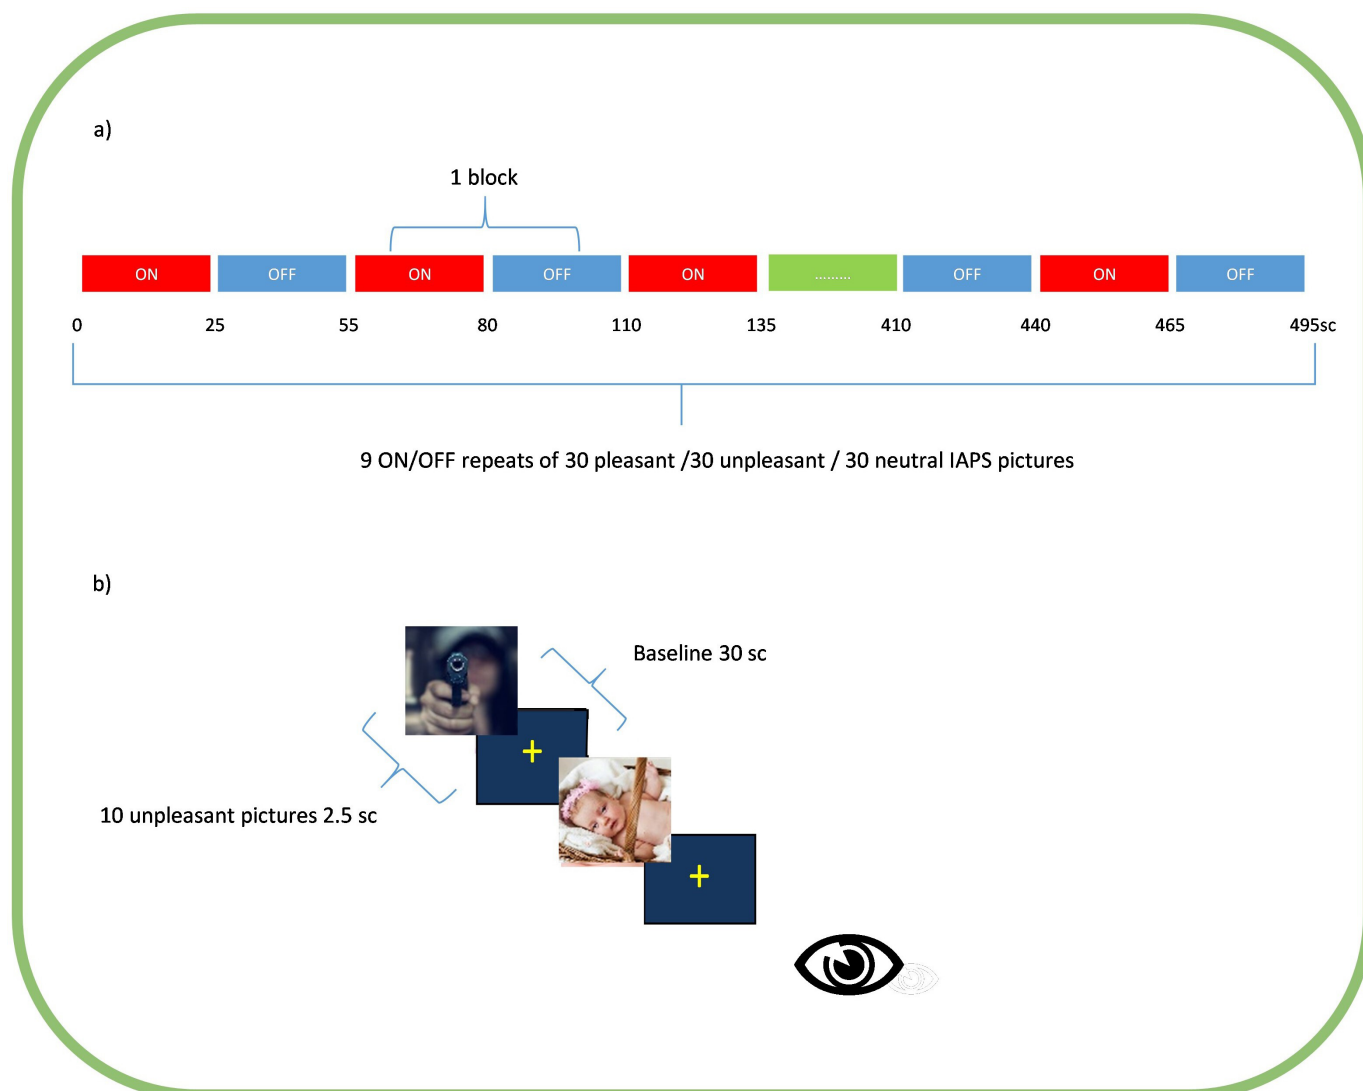 a)
1 block
ON OFF ON OFF ON ......... OFF ON OFF
0 25 55 80 110 135 410 440 465 495sc
9 ON/OFF repeats of 30 pleasant /30 unpleasant / 30 neutral IAPS pictures
b)
Baseline 30 sc
10 unpleasant pictures 2.5 sc